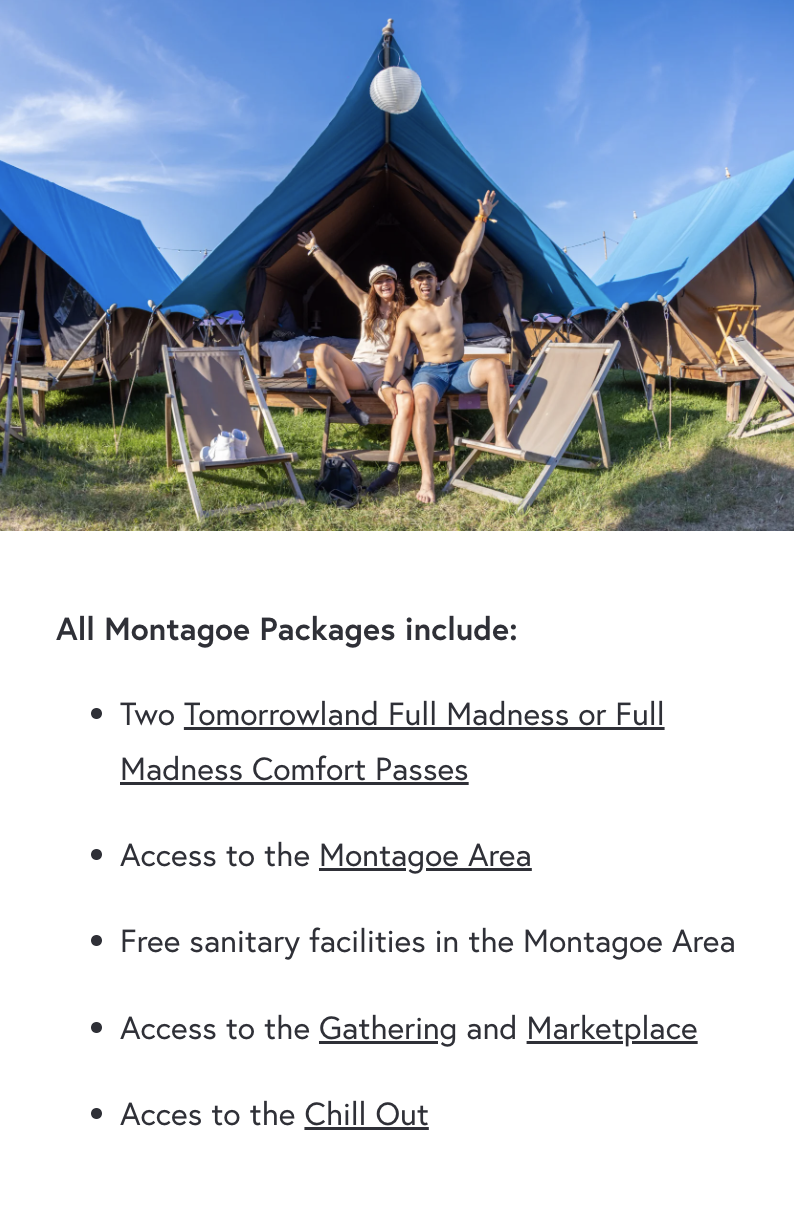 All Montagoe Packages include:
• Two Tomorrowland Full Madness or Full
Madness Comfort Passes
• Access to the Montagoe Area
• Free sanitary facilities in the Montagoe Area
• Access to the Gathering and Marketplace
• Acces to the Chill Out